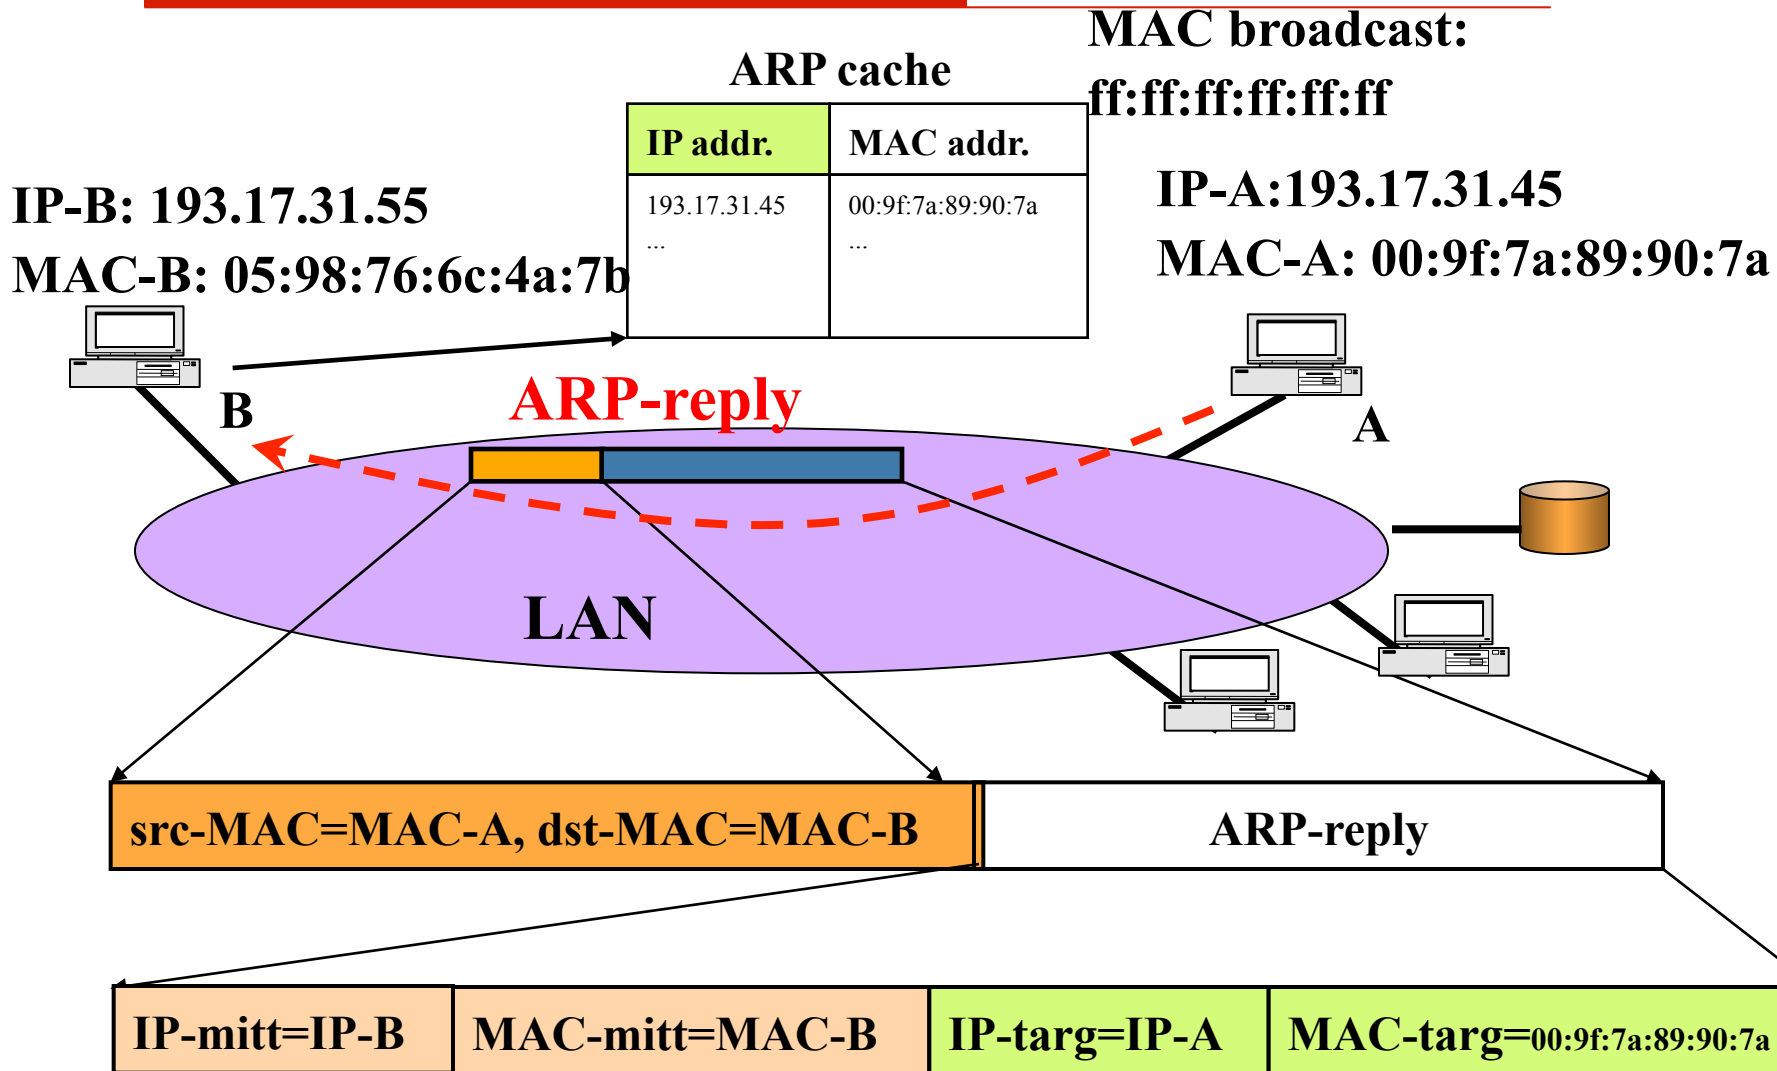 MAC broadcast:
ff:ff:ff:ff:ff:ff
ARP cache
IP addr. MAC addr.
193.17.31.45 00:9f:7a:89:90:7a
... ...
IP-B: 193.17.31.55
MAC-B: 05:98:76:6c:4a:7b
IP-A:193.17.31.45
MAC-A: 00:9f:7a:89:90:7a
B
ARP-reply
A
LAN
src-MAC=MAC-A, dst-MAC=MAC-B
ARP-reply
IP-mitt=IP-B
MAC-mitt=MAC-B
IP-targ=IP-A
MAC-targ=00:9f:7a:89:90:7a